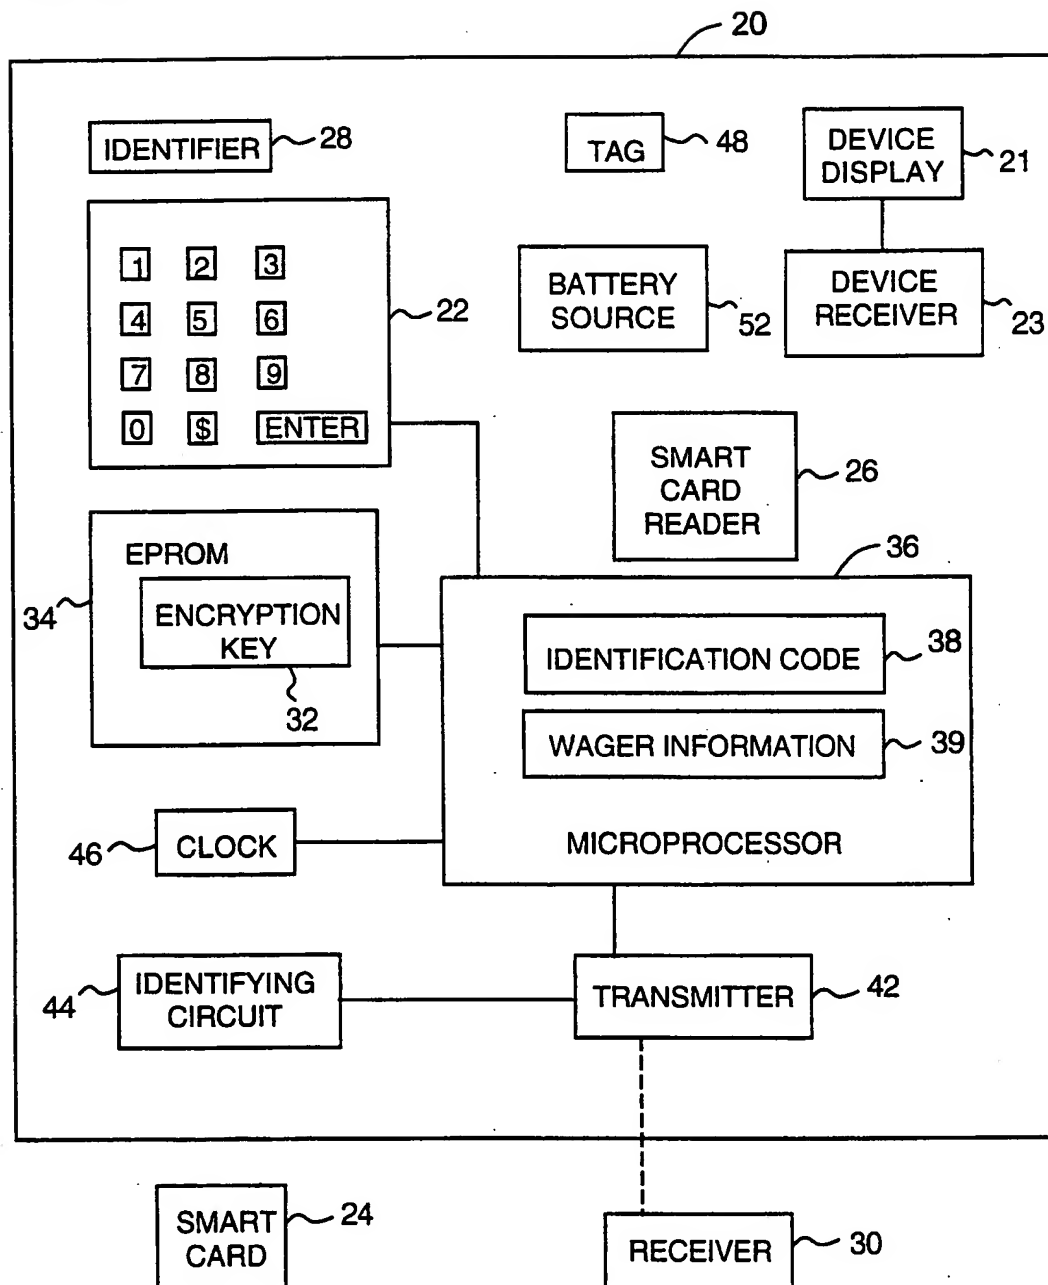 20
IDENTIFIER 28
TAG 48
DEVICE
DISPLAY 21
1 2 3
4 5 6
7 8 9
0 $ ENTER
22
BATTERY
SOURCE 52
DEVICE
RECEIVER 23
SMART
CARD
READER
26
EPROM
ENCRYPTION
KEY
34
32
36
IDENTIFICATION CODE 38
WAGER INFORMATION 39
MICROPROCESSOR
46 CLOCK
44 IDENTIFYING
CIRCUIT
TRANSMITTER 42
SMART
CARD
24
RECEIVER 30